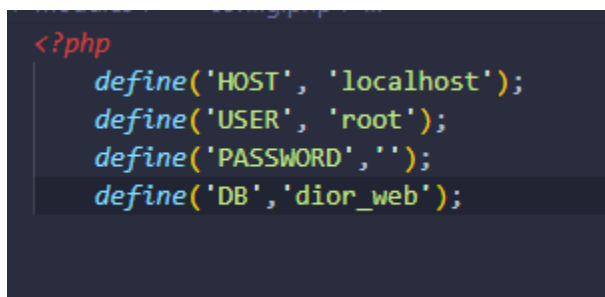 <?php
define('HOST', 'localhost');
define('USER', 'root');
define('PASSWORD','');
define('DB','dior_web');